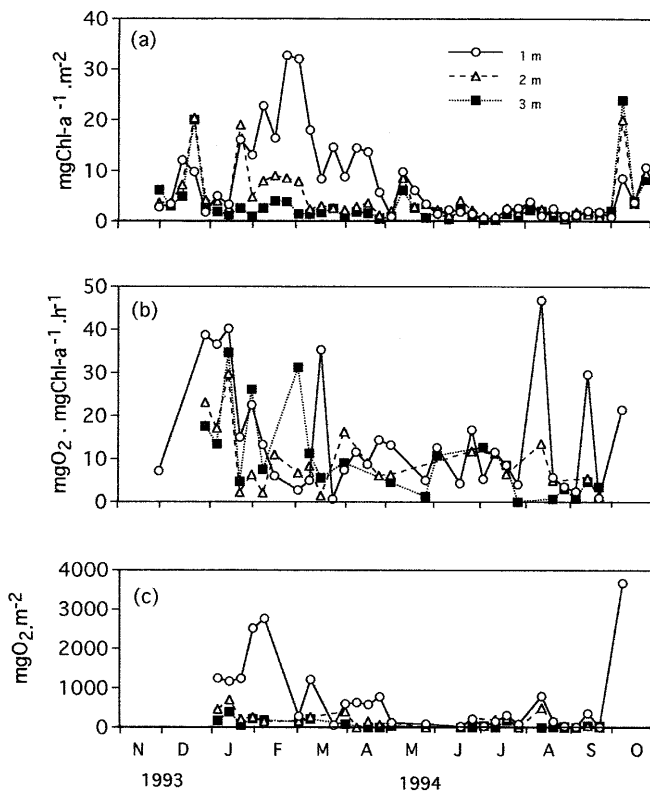 (a)
mgChl-a⁻¹.m⁻²
40
30
20
10
0
1 m
2 m
3 m
(b)
mgO₂ . mgChl-a⁻¹.h⁻¹
50
40
30
20
10
0
(c)
mgO₂.m⁻²
4000
3000
2000
1000
0
N D J F M A M J J A S O
1993 1994